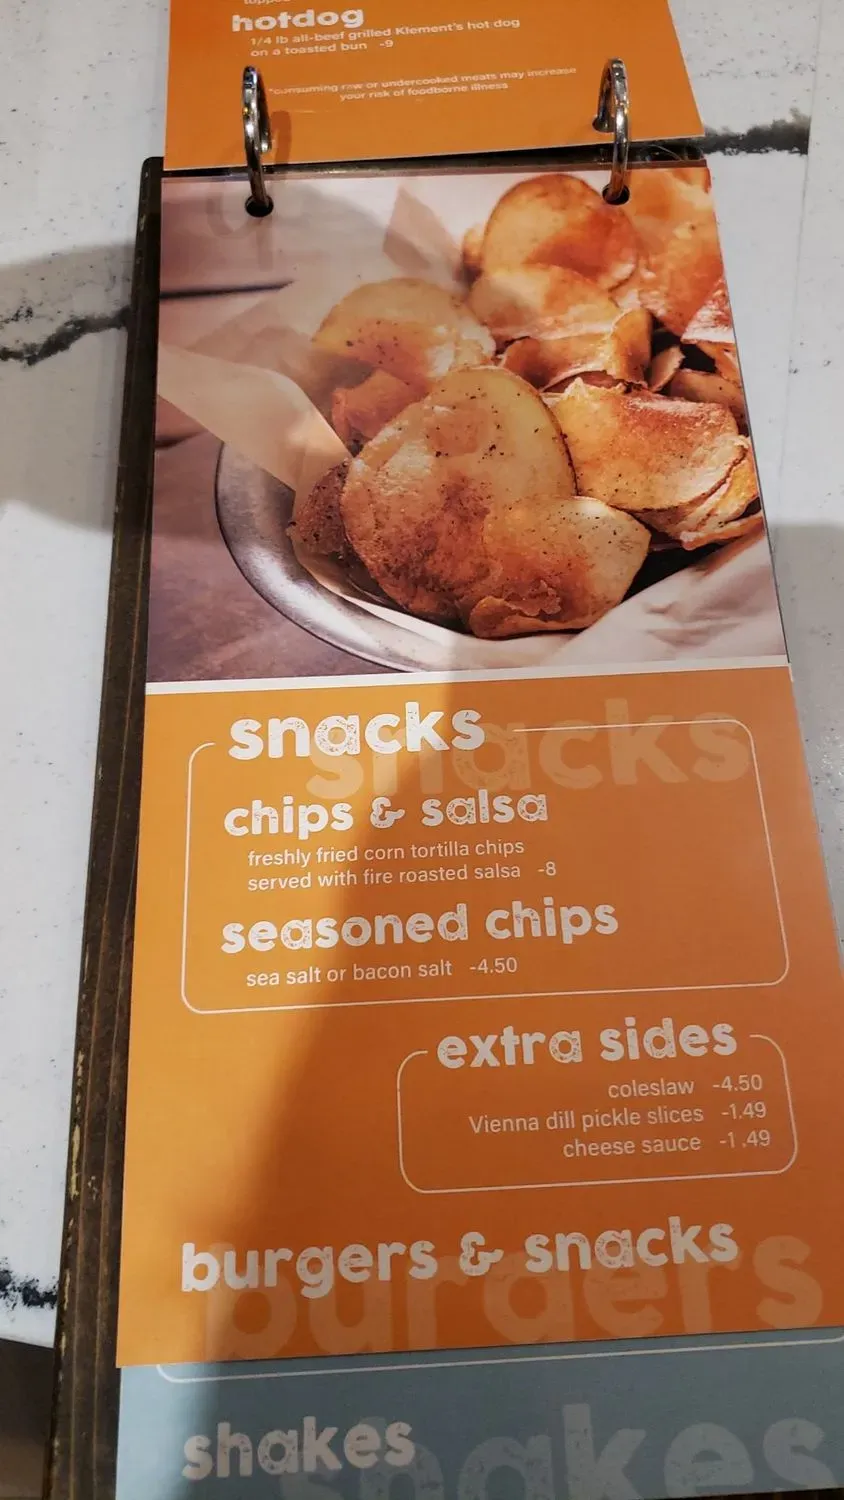 hotdog
1/4 lb all-beef grilled Klement's hot dog
on a toasted bun -9
*consuming raw or undercooked meats may increase
your risk of foodborne illness
snacks
snacks
chips & salsa
freshly fried corn tortilla chips
served with fire roasted salsa -8
seasoned chips
sea salt or bacon salt -4.50
extra sides
coleslaw -4.50
Vienna dill pickle slices -1.49
cheese sauce -1.49
burgers & snacks
burgers
shakes
shakes